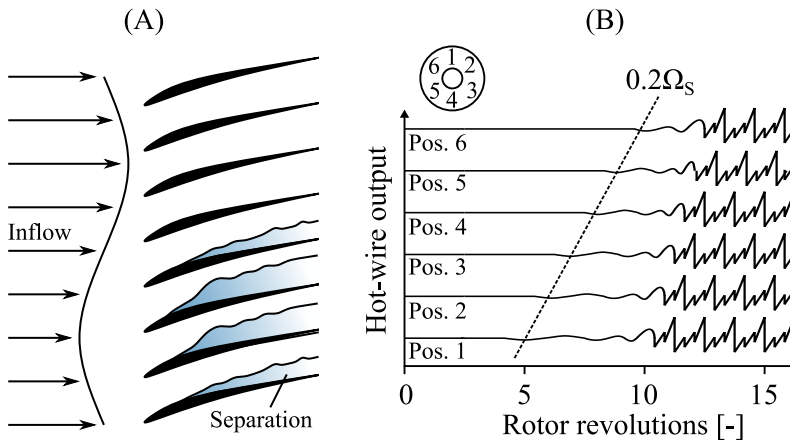 (A)
Inflow
Separation
(B)
1
6 2
5 3
4
0.2Ω_S
Pos. 6
Pos. 5
Pos. 4
Pos. 3
Pos. 2
Pos. 1
Hot-wire output
0 5 10 15
Rotor revolutions [-]